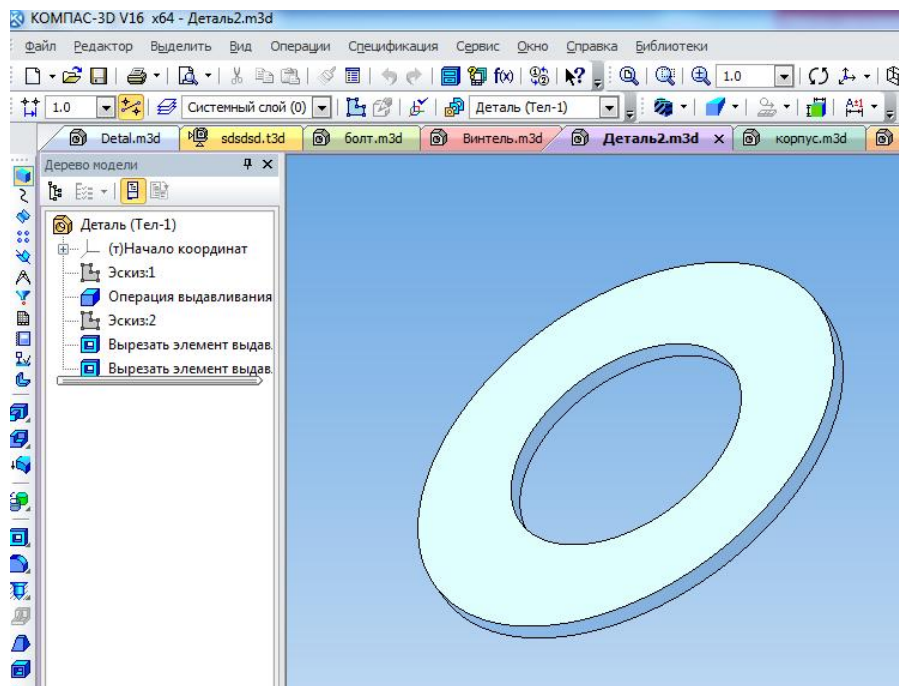 КОМПАС-3D V16 x64 - Деталь2.m3d
Файл Редактор Выделить Вид Операции Спецификация Сервис Окно Справка Библиотеки
f(x) 1.0
1.0 Системный слой (0) Деталь (Тел-1)
Detal.m3d sdsdsd.t3d болт.m3d Винтель.m3d Деталь2.m3d корпус.m3d
Дерево модели
Деталь (Тел-1)
(т)Начало координат
Эскиз:1
Операция выдавливания
Эскиз:2
Вырезать элемент выдав.
Вырезать элемент выдав.